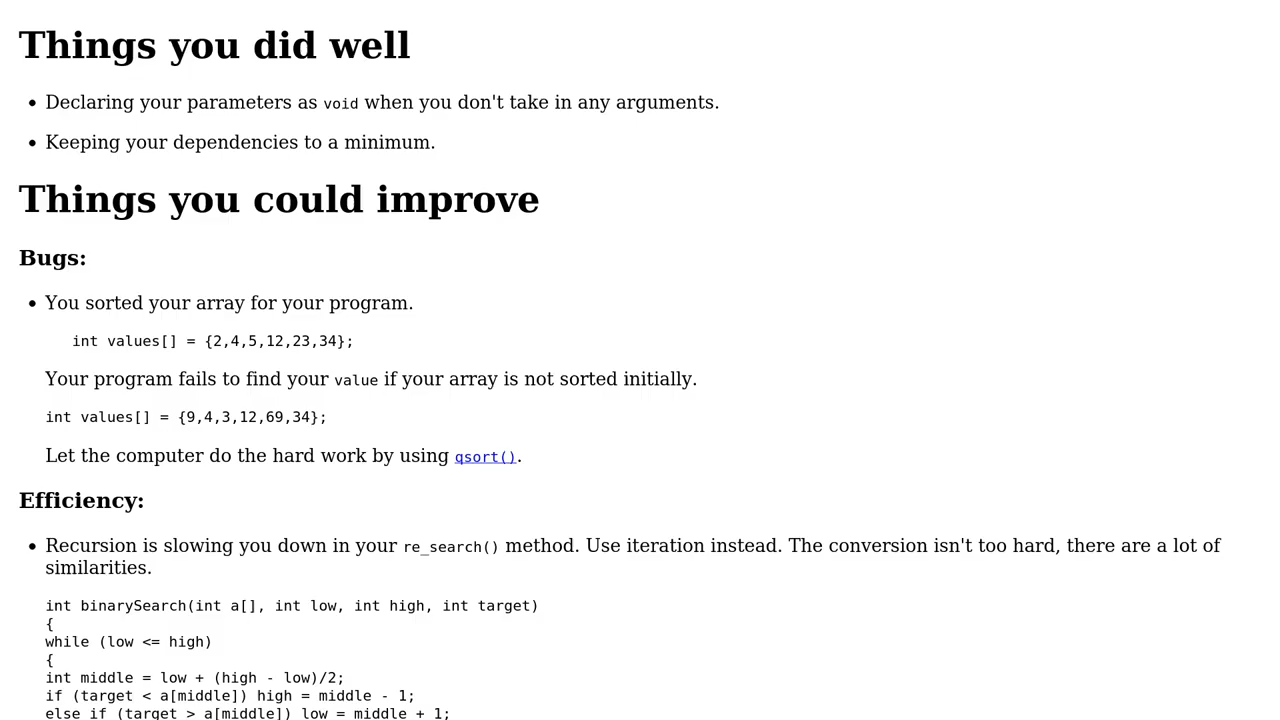 Things you did well
• Declaring your parameters as void when you don't take in any arguments.
• Keeping your dependencies to a minimum.
Things you could improve
Bugs:
• You sorted your array for your program.
int values[] = {2,4,5,12,23,34};
Your program fails to find your value if your array is not sorted initially.
int values[] = {9,4,3,12,69,34};
Let the computer do the hard work by using qsort().
Efficiency:
• Recursion is slowing you down in your re_search() method. Use iteration instead. The conversion isn't too hard, there are a lot of
similarities.
int binarySearch(int a[], int low, int high, int target)
{
while (low <= high)
{
int middle = low + (high - low)/2;
if (target < a[middle]) high = middle - 1;
else if (target > a[middle]) low = middle + 1;